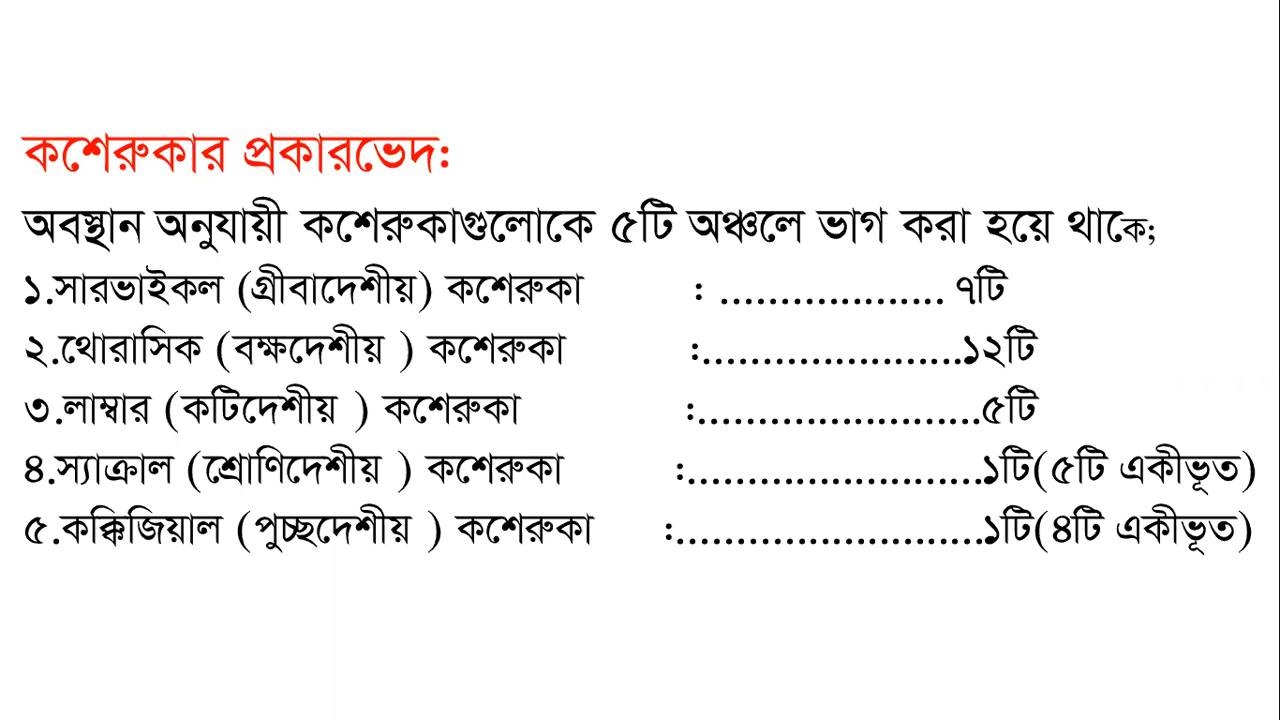 কশেরুকার প্রকারভেদ:
অবস্থান অনুযায়ী কশেরুকাগুলোকে ৫টি অঞ্চলে ভাগ করা হয়ে থাকে;
১.সারভাইকল (গ্রীবাদেশীয়) কশেরুকা : ................... ৭টি
২.থোরাসিক (বক্ষদেশীয় ) কশেরুকা :......................১২টি
৩.লাম্বার (কটিদেশীয় ) কশেরুকা :........................৫টি
৪.স্যাক্রাল (শ্রোণিদেশীয় ) কশেরুকা :.........................১টি(৫টি একীভূত)
৫.কক্কিজিয়াল (পুচ্ছদেশীয় ) কশেরুকা :..........................১টি(৪টি একীভূত)